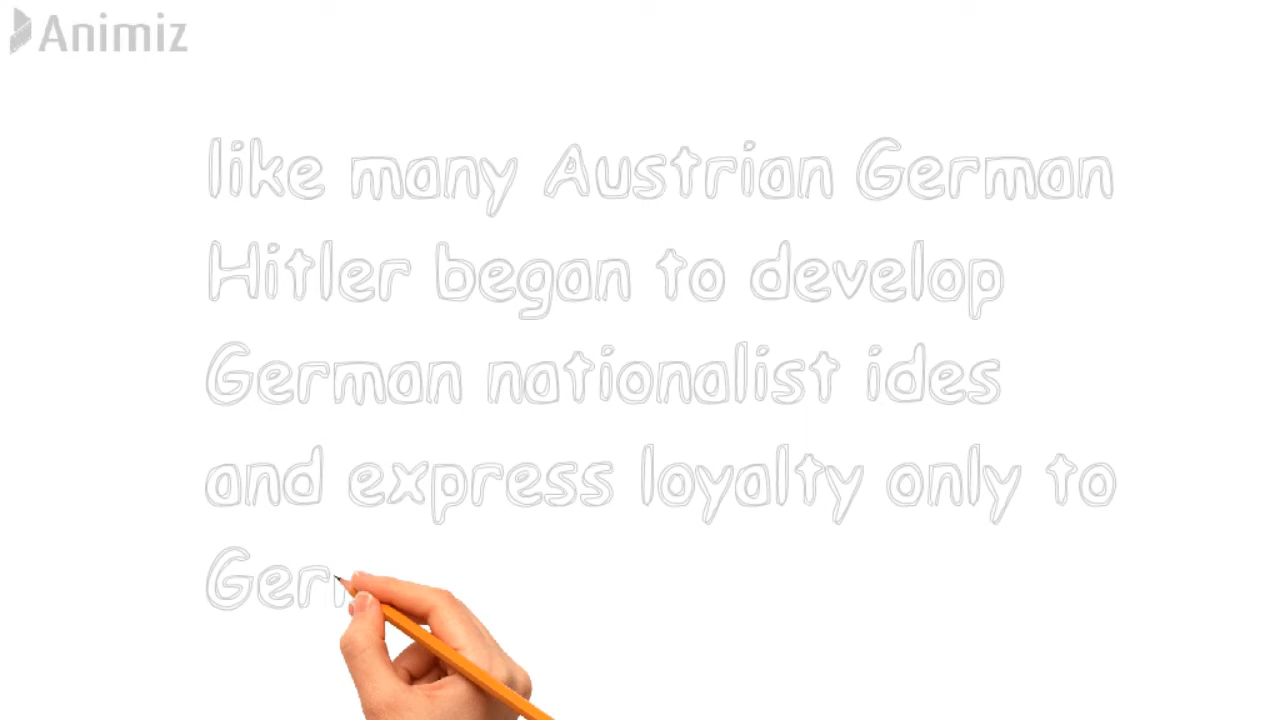 Animiz
like many Austrian German
Hitler began to develop
German nationalist ides
and express loyalty only to
Ger